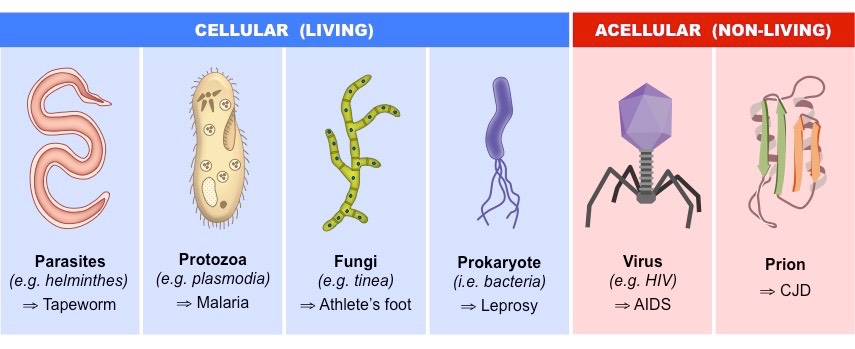 CELLULAR (LIVING)
ACELLULAR (NON-LIVING)
Parasites
(e.g. helminthes)
⇒ Tapeworm
Protozoa
(e.g. plasmodia)
⇒ Malaria
Fungi
(e.g. tinea)
⇒ Athlete’s foot
Prokaryote
(i.e. bacteria)
⇒ Leprosy
Virus
(e.g. HIV)
⇒ AIDS
Prion
⇒ CJD